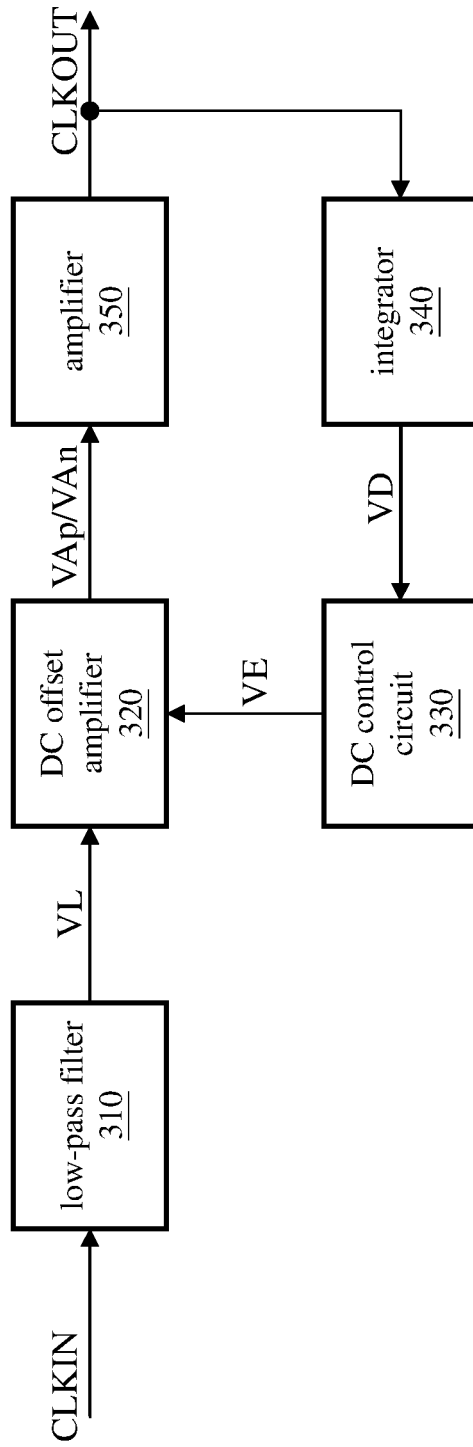 CLKIN
low-pass filter
310
VL
DC offset
amplifier
320
VAp/VAn
amplifier
350
CLKOUT
VE
DC control
circuit
330
VD
integrator
340